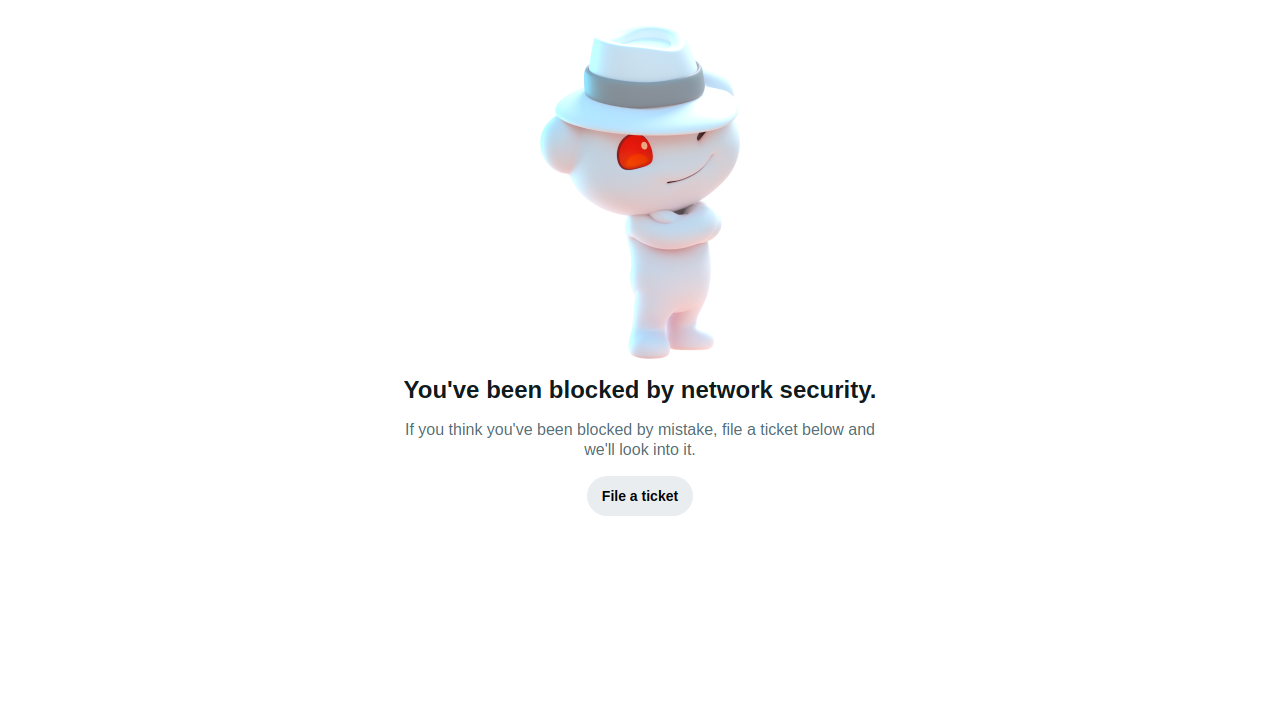 You've been blocked by network security.
If you think you've been blocked by mistake, file a ticket below and
we'll look into it.
File a ticket